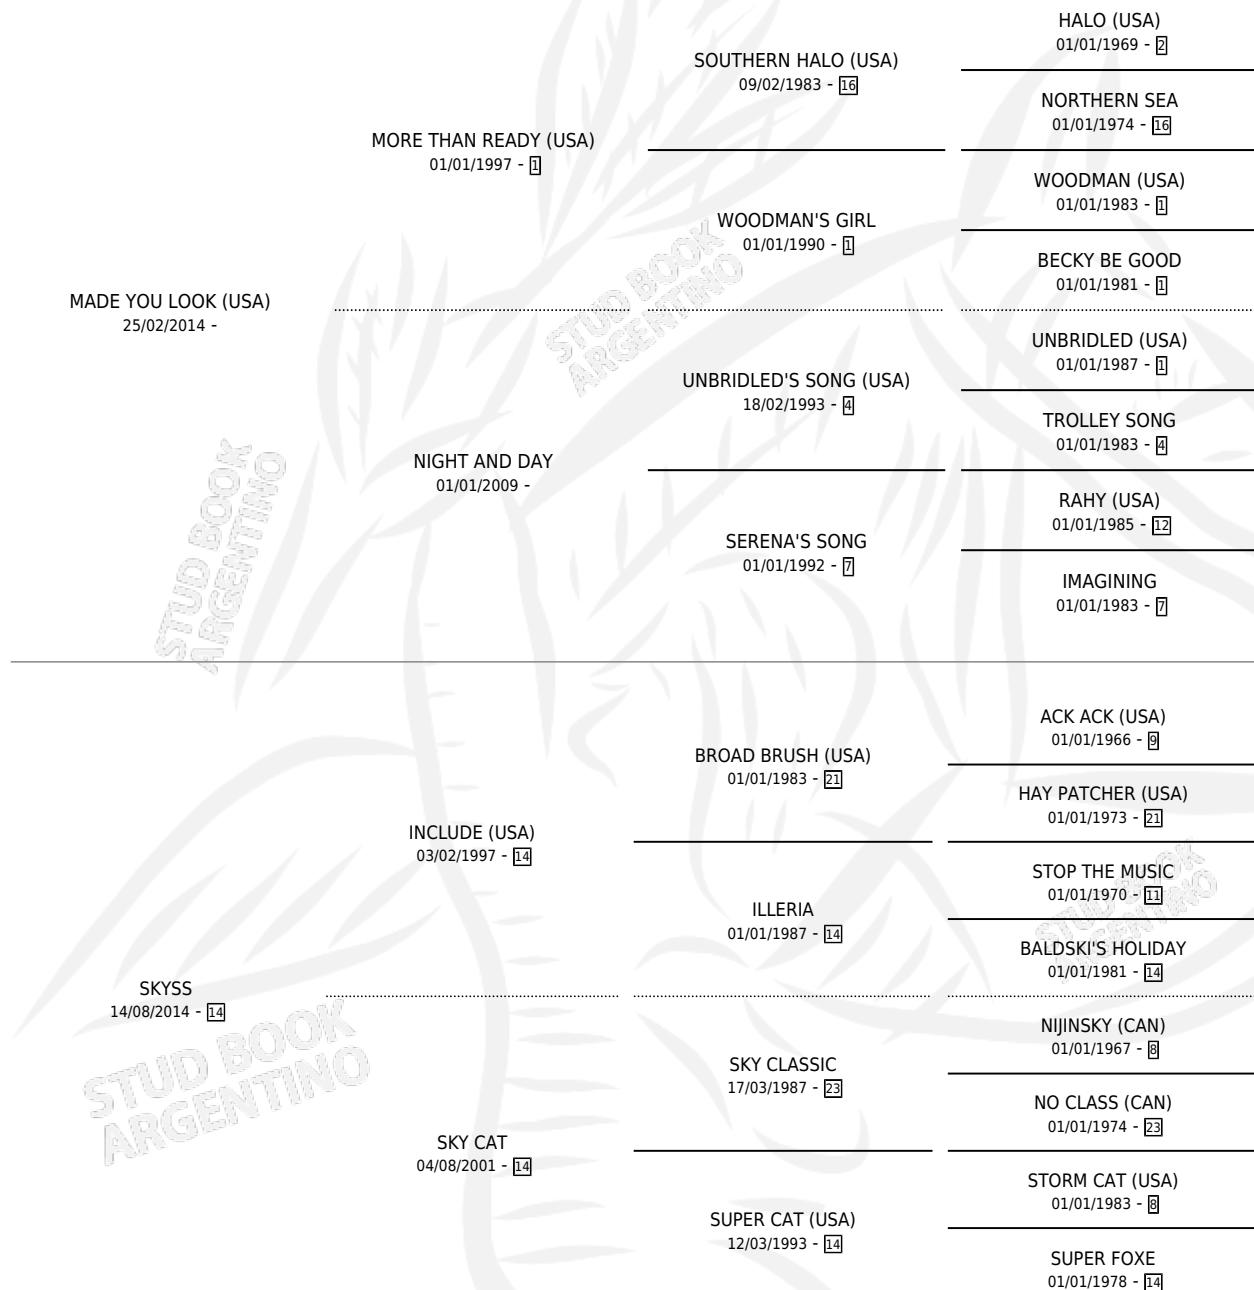 HALO (USA)
01/01/1969 - 2
SOUTHERN HALO (USA)
09/02/1983 - 16
NORTHERN SEA
01/01/1974 - 16
MORE THAN READY (USA)
01/01/1997 - 1
WOODMAN (USA)
01/01/1983 - 1
WOODMAN'S GIRL
01/01/1990 - 1
BECKY BE GOOD
01/01/1981 - 1
MADE YOU LOOK (USA)
25/02/2014 -
UNBRIDLED (USA)
01/01/1987 - 1
UNBRIDLED'S SONG (USA)
18/02/1993 - 4
TROLLEY SONG
01/01/1983 - 4
NIGHT AND DAY
01/01/2009 -
RAHY (USA)
01/01/1985 - 12
SERENA'S SONG
01/01/1992 - 7
IMAGINING
01/01/1983 - 7
STUD BOOK
ARGENTINO
STUD BOOK
ARGENTINO
ACK ACK (USA)
01/01/1966 - 9
BROAD BRUSH (USA)
01/01/1983 - 21
HAY PATCHER (USA)
01/01/1973 - 21
INCLUDE (USA)
03/02/1997 - 14
STOP THE MUSIC
01/01/1970 - 11
ILLERIA
01/01/1987 - 14
BALDSKI'S HOLIDAY
01/01/1981 - 14
SKYSS
14/08/2014 - 14
NIJINSKY (CAN)
01/01/1967 - 8
SKY CLASSIC
17/03/1987 - 23
NO CLASS (CAN)
01/01/1974 - 23
SKY CAT
04/08/2001 - 14
STORM CAT (USA)
01/01/1983 - 8
SUPER CAT (USA)
12/03/1993 - 14
SUPER FOXE
01/01/1978 - 14
STUD BOOK
ARGENTINO
STUD BOOK
ARGENTINO